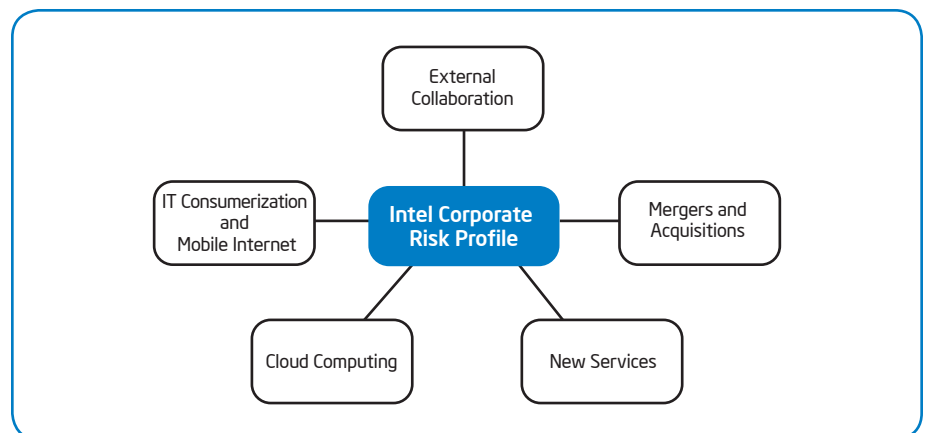 External
Collaboration
IT Consumerization
and
Mobile Internet
Intel Corporate
Risk Profile
Mergers and
Acquisitions
Cloud Computing
New Services